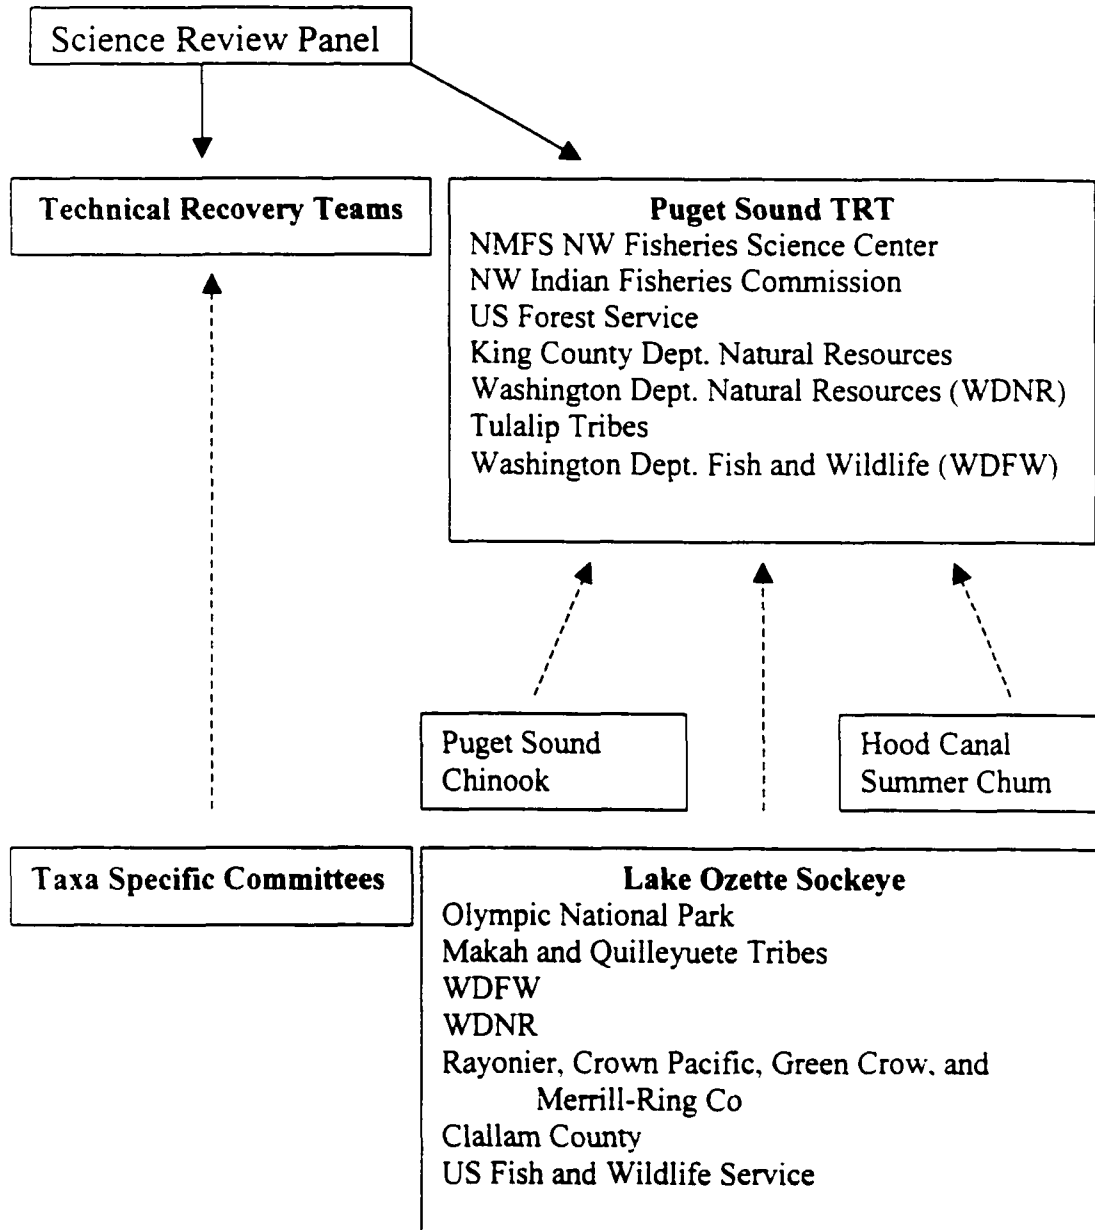 Science Review Panel
Technical Recovery Teams
Puget Sound TRT
NMFS NW Fisheries Science Center
NW Indian Fisheries Commission
US Forest Service
King County Dept. Natural Resources
Washington Dept. Natural Resources (WDNR)
Tulalip Tribes
Washington Dept. Fish and Wildlife (WDFW)
Puget Sound
Chinook
Hood Canal
Summer Chum
Taxa Specific Committees
Lake Ozette Sockeye
Olympic National Park
Makah and Quilleyuete Tribes
WDFW
WDNR
Rayonier, Crown Pacific, Green Crow, and
Merrill-Ring Co
Clallam County
US Fish and Wildlife Service